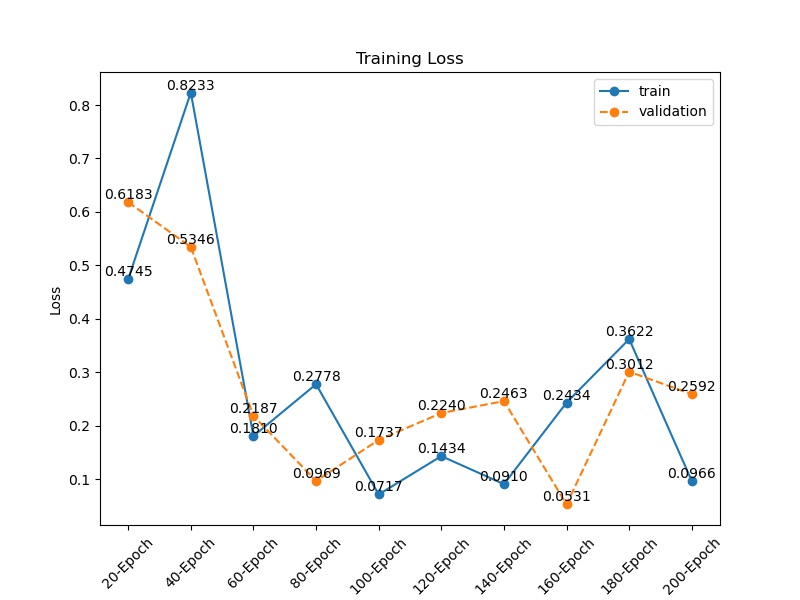 Training Loss
train
validation
Loss
0.8
0.7
0.6
0.5
0.4
0.3
0.2
0.1
0.8233
0.6183
0.5346
0.4745
0.3622
0.3012
0.2778
0.2592
0.2463
0.2434
0.2240
0.2187
0.1810
0.1737
0.1434
0.0969
0.0966
0.0910
0.0717
0.0531
20-Epoch
40-Epoch
60-Epoch
80-Epoch
100-Epoch
120-Epoch
140-Epoch
160-Epoch
180-Epoch
200-Epoch